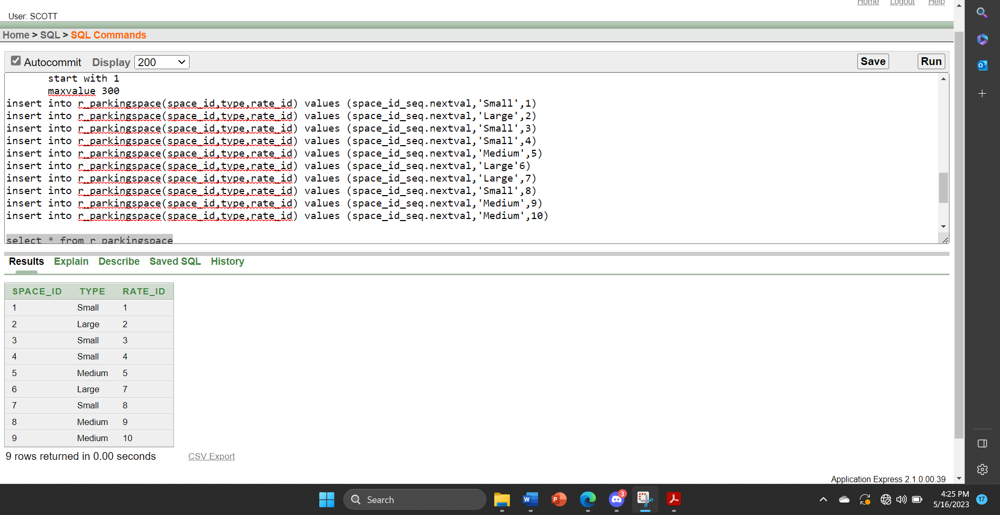 Home Logout Help
User: SCOTT
Home > SQL > SQL Commands
Autocommit Display 200 Save Run
start with 1
maxvalue 300
insert into r_parkingspace(space_id,type,rate_id) values (space_id_seq.nextval,'Small',1)
insert into r_parkingspace(space_id,type,rate_id) values (space_id_seq.nextval,'Large',2)
insert into r_parkingspace(space_id,type,rate_id) values (space_id_seq.nextval,'Small',3)
insert into r_parkingspace(space_id,type,rate_id) values (space_id_seq.nextval,'Small',4)
insert into r_parkingspace(space_id,type,rate_id) values (space_id_seq.nextval,'Medium',5)
insert into r_parkingspace(space_id,type,rate_id) values (space_id_seq.nextval,'Large'6)
insert into r_parkingspace(space_id,type,rate_id) values (space_id_seq.nextval,'Large',7)
insert into r_parkingspace(space_id,type,rate_id) values (space_id_seq.nextval,'Small',8)
insert into r_parkingspace(space_id,type,rate_id) values (space_id_seq.nextval,'Medium',9)
insert into r_parkingspace(space_id,type,rate_id) values (space_id_seq.nextval,'Medium',10)
select * from r_parkingspace
Results Explain Describe Saved SQL History
SPACE_ID TYPE RATE_ID
1 Small 1
2 Large 2
3 Small 3
4 Small 4
5 Medium 5
6 Large 7
7 Small 8
8 Medium 9
9 Medium 10
9 rows returned in 0.00 seconds CSV Export
Application Express 2.1.0.00.39
Search 3 4:25 PM 17
5/16/2023